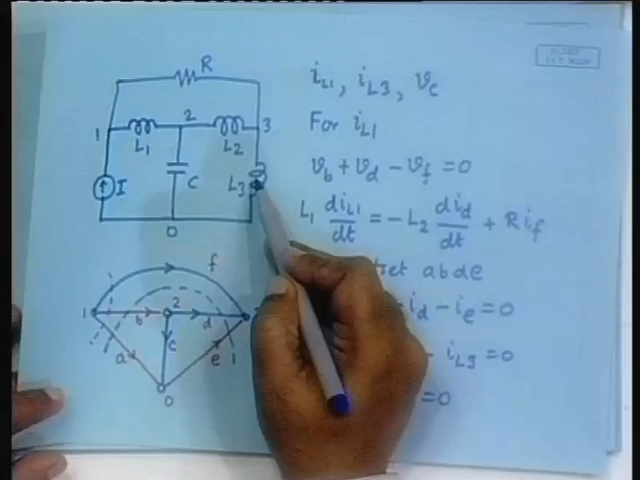 R
1 2 3
L1 L2
I C L3
0
f
1 b 2 d
a c e
0
iL1, iL3, vc
For iL1
vb + vd - vf = 0
L1 diL1/dt = -L2 did/dt + R if
abde
id - ie = 0
- iL3 = 0
= 0